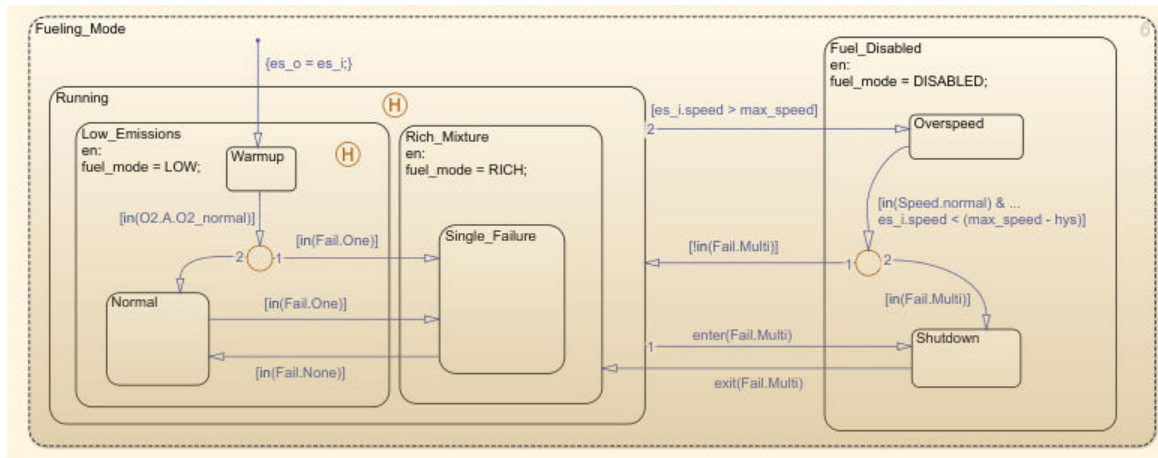 Fueling_Mode
6
{es_o = es_i;}
Fuel_Disabled
en:
fuel_mode = DISABLED;
Running
H
[es_i.speed > max_speed]
2
Overspeed
Low_Emissions
en:
fuel_mode = LOW;
H
Warmup
Rich_Mixture
en:
fuel_mode = RICH;
[in(O2.A.O2_normal)]
[in(Speed.normal) & ...
es_i.speed < (max_speed - hys)]
2
1
[in(Fail.One)]
Single_Failure
[!in(Fail.Multi)]
1
2
[in(Fail.Multi)]
Normal
[in(Fail.One)]
[in(Fail.None)]
1
enter(Fail.Multi)
Shutdown
exit(Fail.Multi)